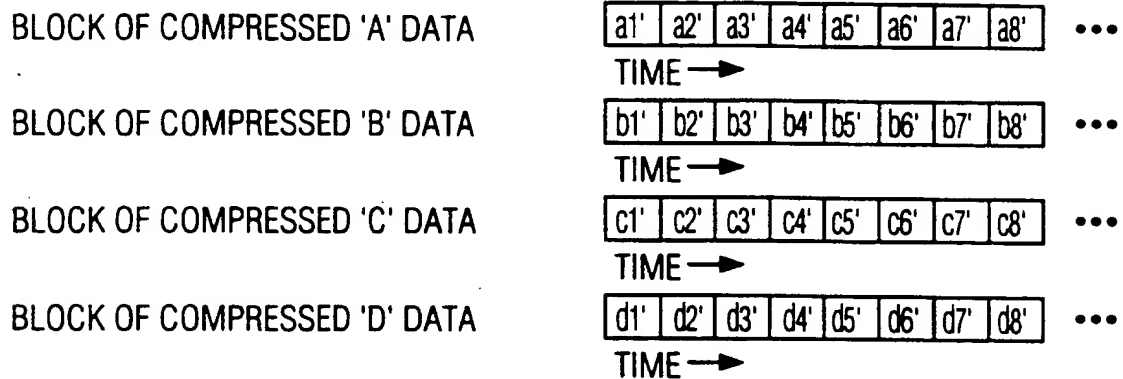 BLOCK OF COMPRESSED 'A' DATA a1' a2' a3' a4' a5' a6' a7' a8' •••
TIME →
BLOCK OF COMPRESSED 'B' DATA b1' b2' b3' b4' b5' b6' b7' b8' •••
TIME →
BLOCK OF COMPRESSED 'C' DATA c1' c2' c3' c4' c5' c6' c7' c8' •••
TIME →
BLOCK OF COMPRESSED 'D' DATA d1' d2' d3' d4' d5' d6' d7' d8' •••
TIME →